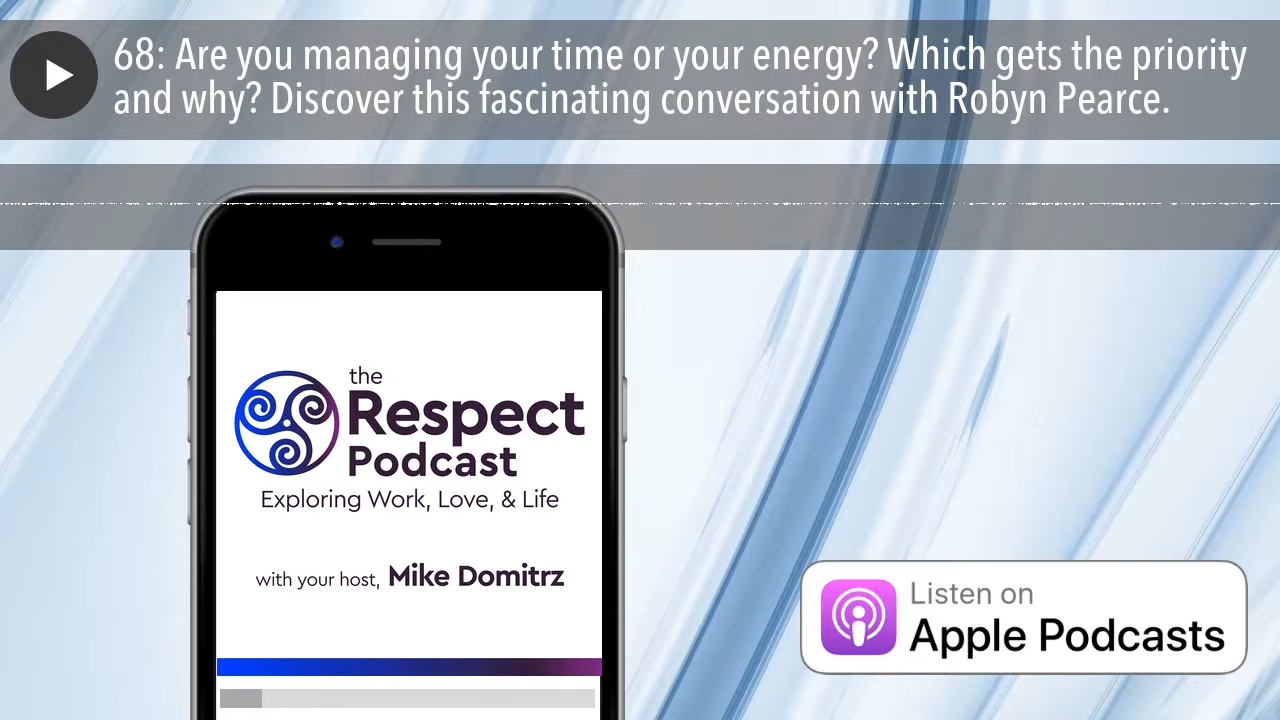 68: Are you managing your time or your energy? Which gets the priority
and why? Discover this fascinating conversation with Robyn Pearce.
the
Respect
Podcast
Exploring Work, Love, & Life
with your host, Mike Domitrz
Listen on
Apple Podcasts